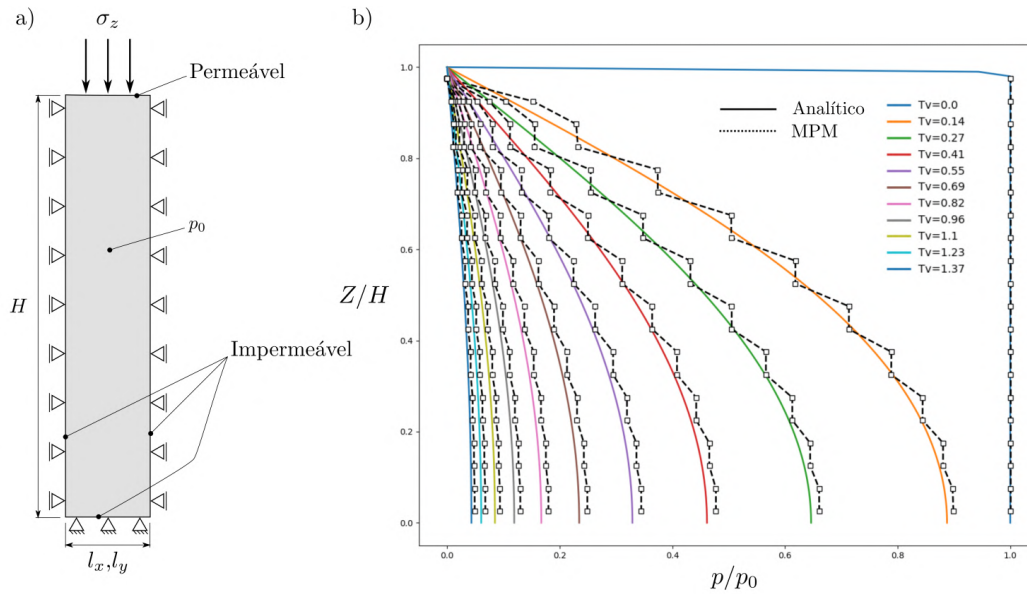 a)
σz
Permeável
p0
H
Impermeável
lx,ly
b)
Z/H
1.0
0.8
0.6
0.4
0.2
0.0
0.0 0.2 0.4 0.6 0.8 1.0
p/p0
Analítico
MPM
Tv=0.0
Tv=0.14
Tv=0.27
Tv=0.41
Tv=0.55
Tv=0.69
Tv=0.82
Tv=0.96
Tv=1.1
Tv=1.23
Tv=1.37